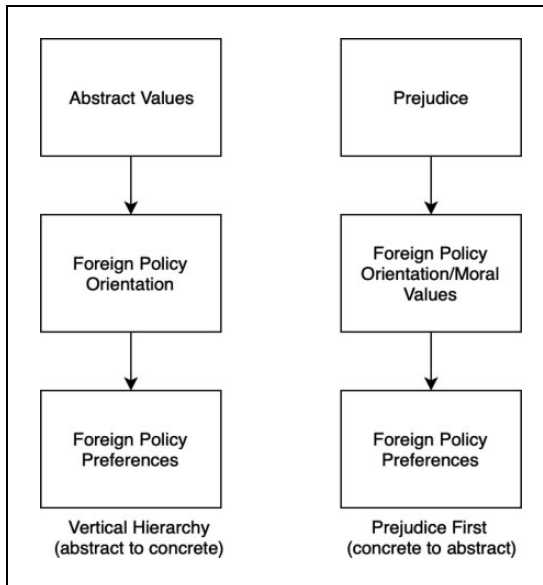 Abstract Values
Foreign Policy
Orientation
Foreign Policy
Preferences
Vertical Hierarchy
(abstract to concrete)
Prejudice
Foreign Policy
Orientation/Moral
Values
Foreign Policy
Preferences
Prejudice First
(concrete to abstract)